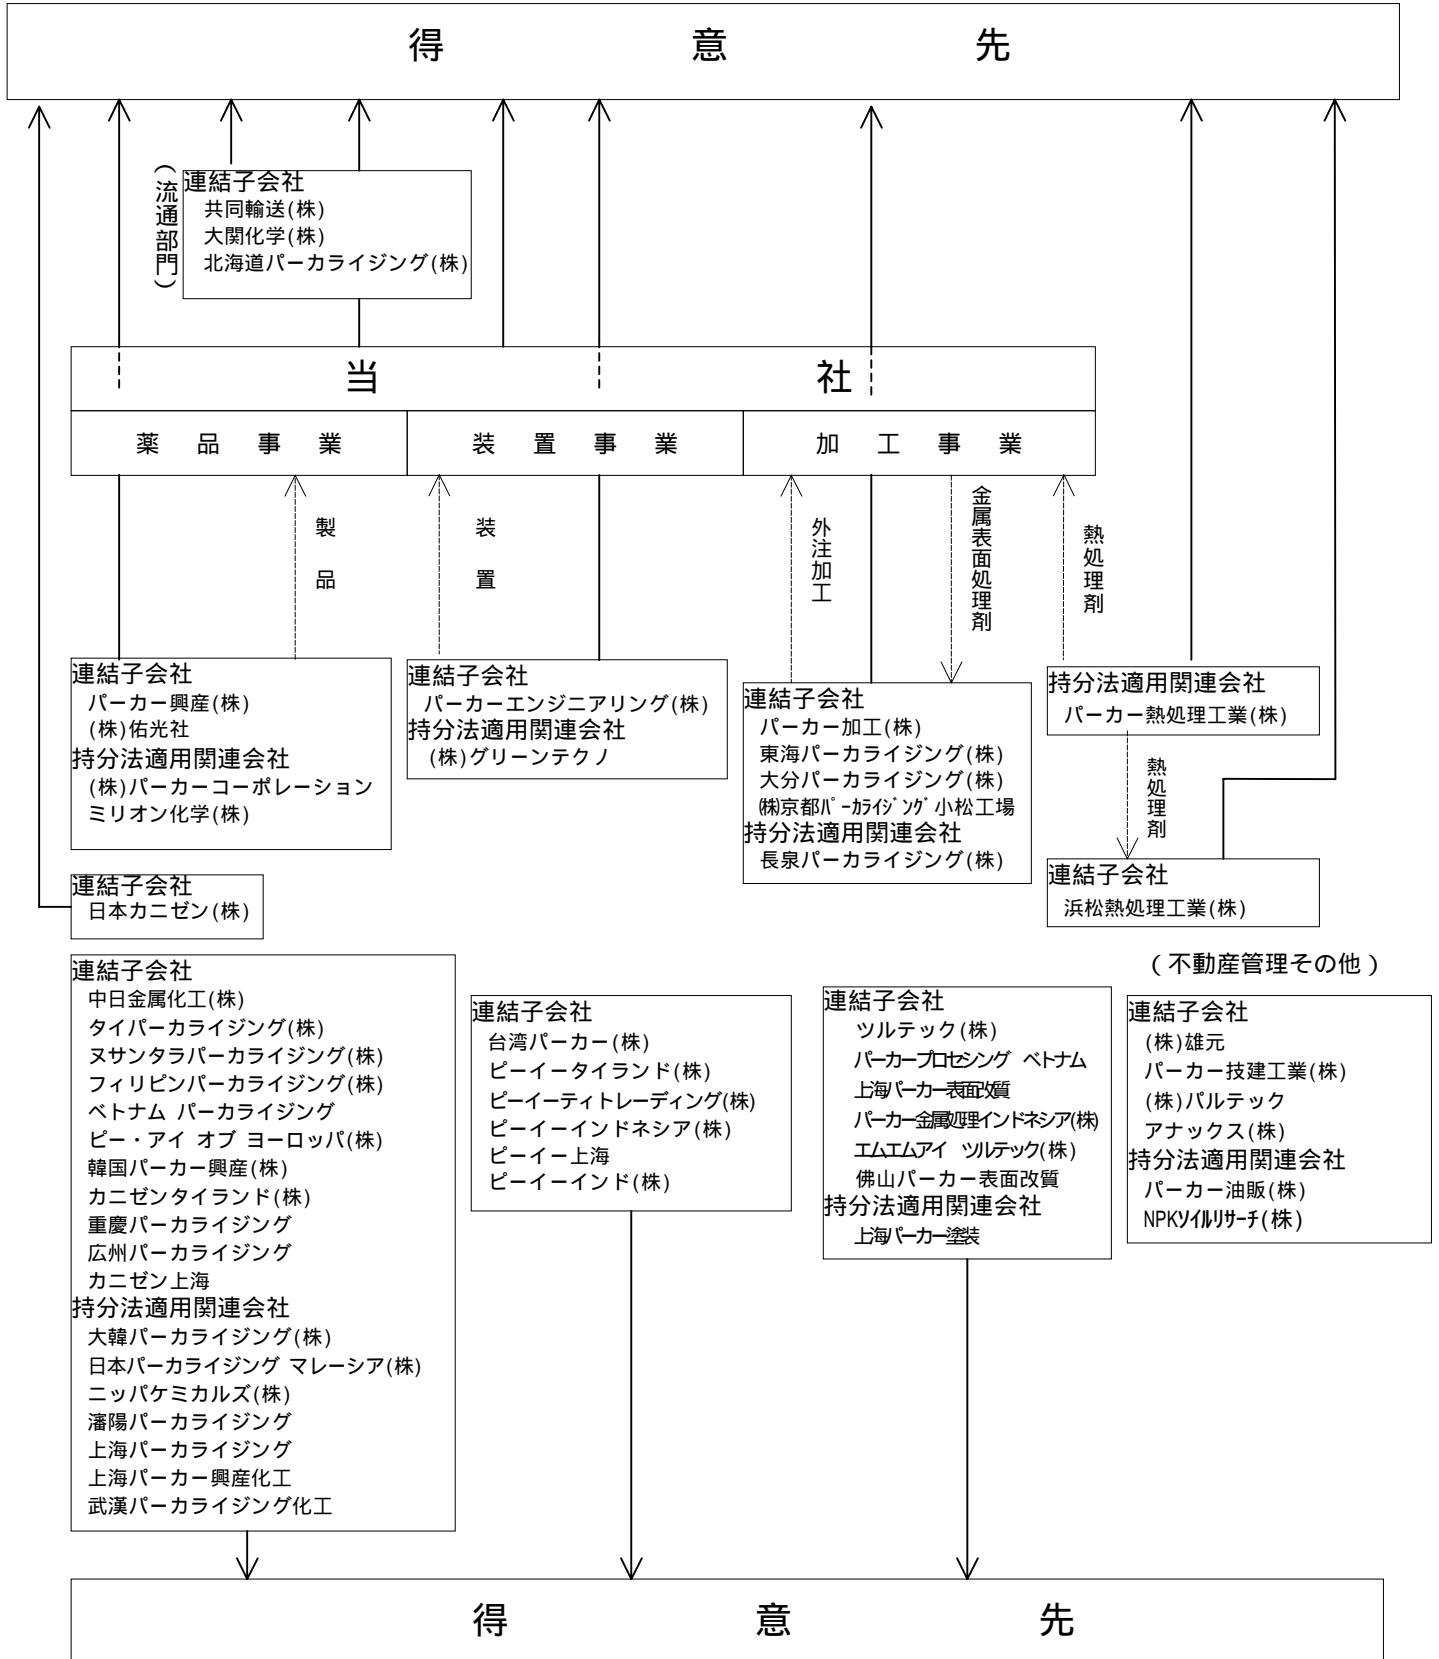 得意先
(流通部門)
連結子会社
共同輸送(株)
大関化学(株)
北海道パーカライジング(株)
当社
薬品事業
装置事業
加工事業
製品
装置
外注加工
金属表面処理剤
熱処理剤
連結子会社
パーカー興産(株)
(株)佑光社
持分法適用関連会社
(株)パーカーコーポレーション
ミリオン化学(株)
連結子会社
パーカーエンジニアリング(株)
持分法適用関連会社
(株)グリーンテクノ
連結子会社
パーカー加工(株)
東海パーカライジング(株)
大分パーカライジング(株)
㈱京都パーカライジング小松工場
持分法適用関連会社
長泉パーカライジング(株)
持分法適用関連会社
パーカー熱処理工業(株)
熱処理剤
連結子会社
浜松熱処理工業(株)
連結子会社
日本カニゼン(株)
連結子会社
中日金属化工(株)
タイパーカライジング(株)
ヌサンタラパーカライジング(株)
フィリピンパーカライジング(株)
ベトナム パーカライジング
ピー・アイ オブ ヨーロッパ(株)
韓国パーカー興産(株)
カニゼンタイランド(株)
重慶パーカライジング
広州パーカライジング
カニゼン上海
持分法適用関連会社
大韓パーカライジング(株)
日本パーカライジング マレーシア(株)
ニッパケミカルズ(株)
瀋陽パーカライジング
上海パーカライジング
上海パーカー興産化工
武漢パーカライジング化工
連結子会社
台湾パーカー(株)
ピーイータイランド(株)
ピーイーティトレーディング(株)
ピーイーインドネシア(株)
ピーイー上海
ピーイーインド(株)
連結子会社
ツルテック(株)
パーカープロセシング ベトナム
上海パーカー表面改質
パーカー金属処理インドネシア(株)
エムエムアイ ツルテック(株)
佛山パーカー表面改質
持分法適用関連会社
上海パーカー塗装
(不動産管理その他)
連結子会社
(株)雄元
パーカー技建工業(株)
(株)パルテック
アナックス(株)
持分法適用関連会社
パーカー油販(株)
NPKソイルリサーチ(株)
得意先